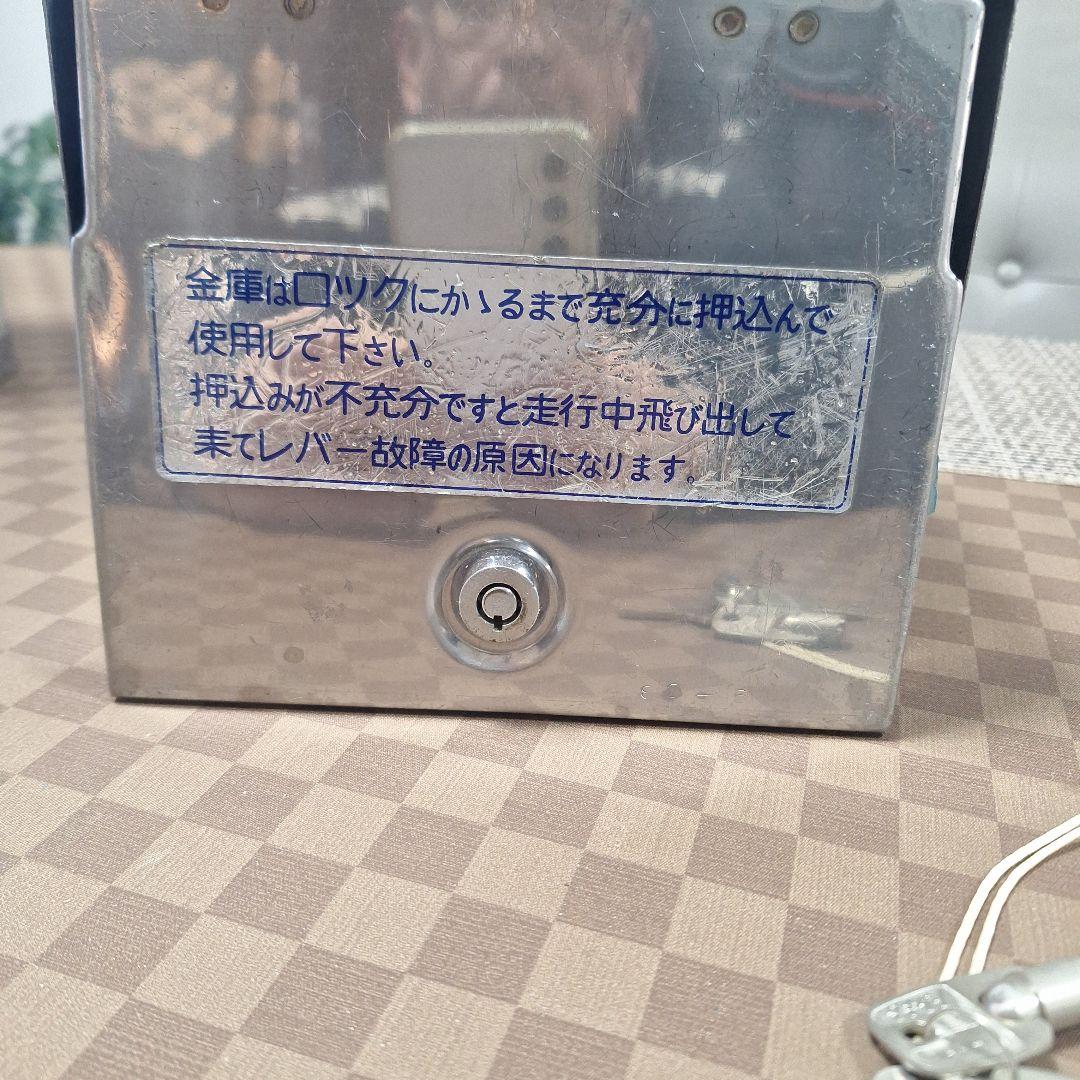 金庫はロックにかゝるまで充分に押込んで
使用して下さい。
押込みが不充分ですと走行中飛び出して
来てレバー故障の原因になります。